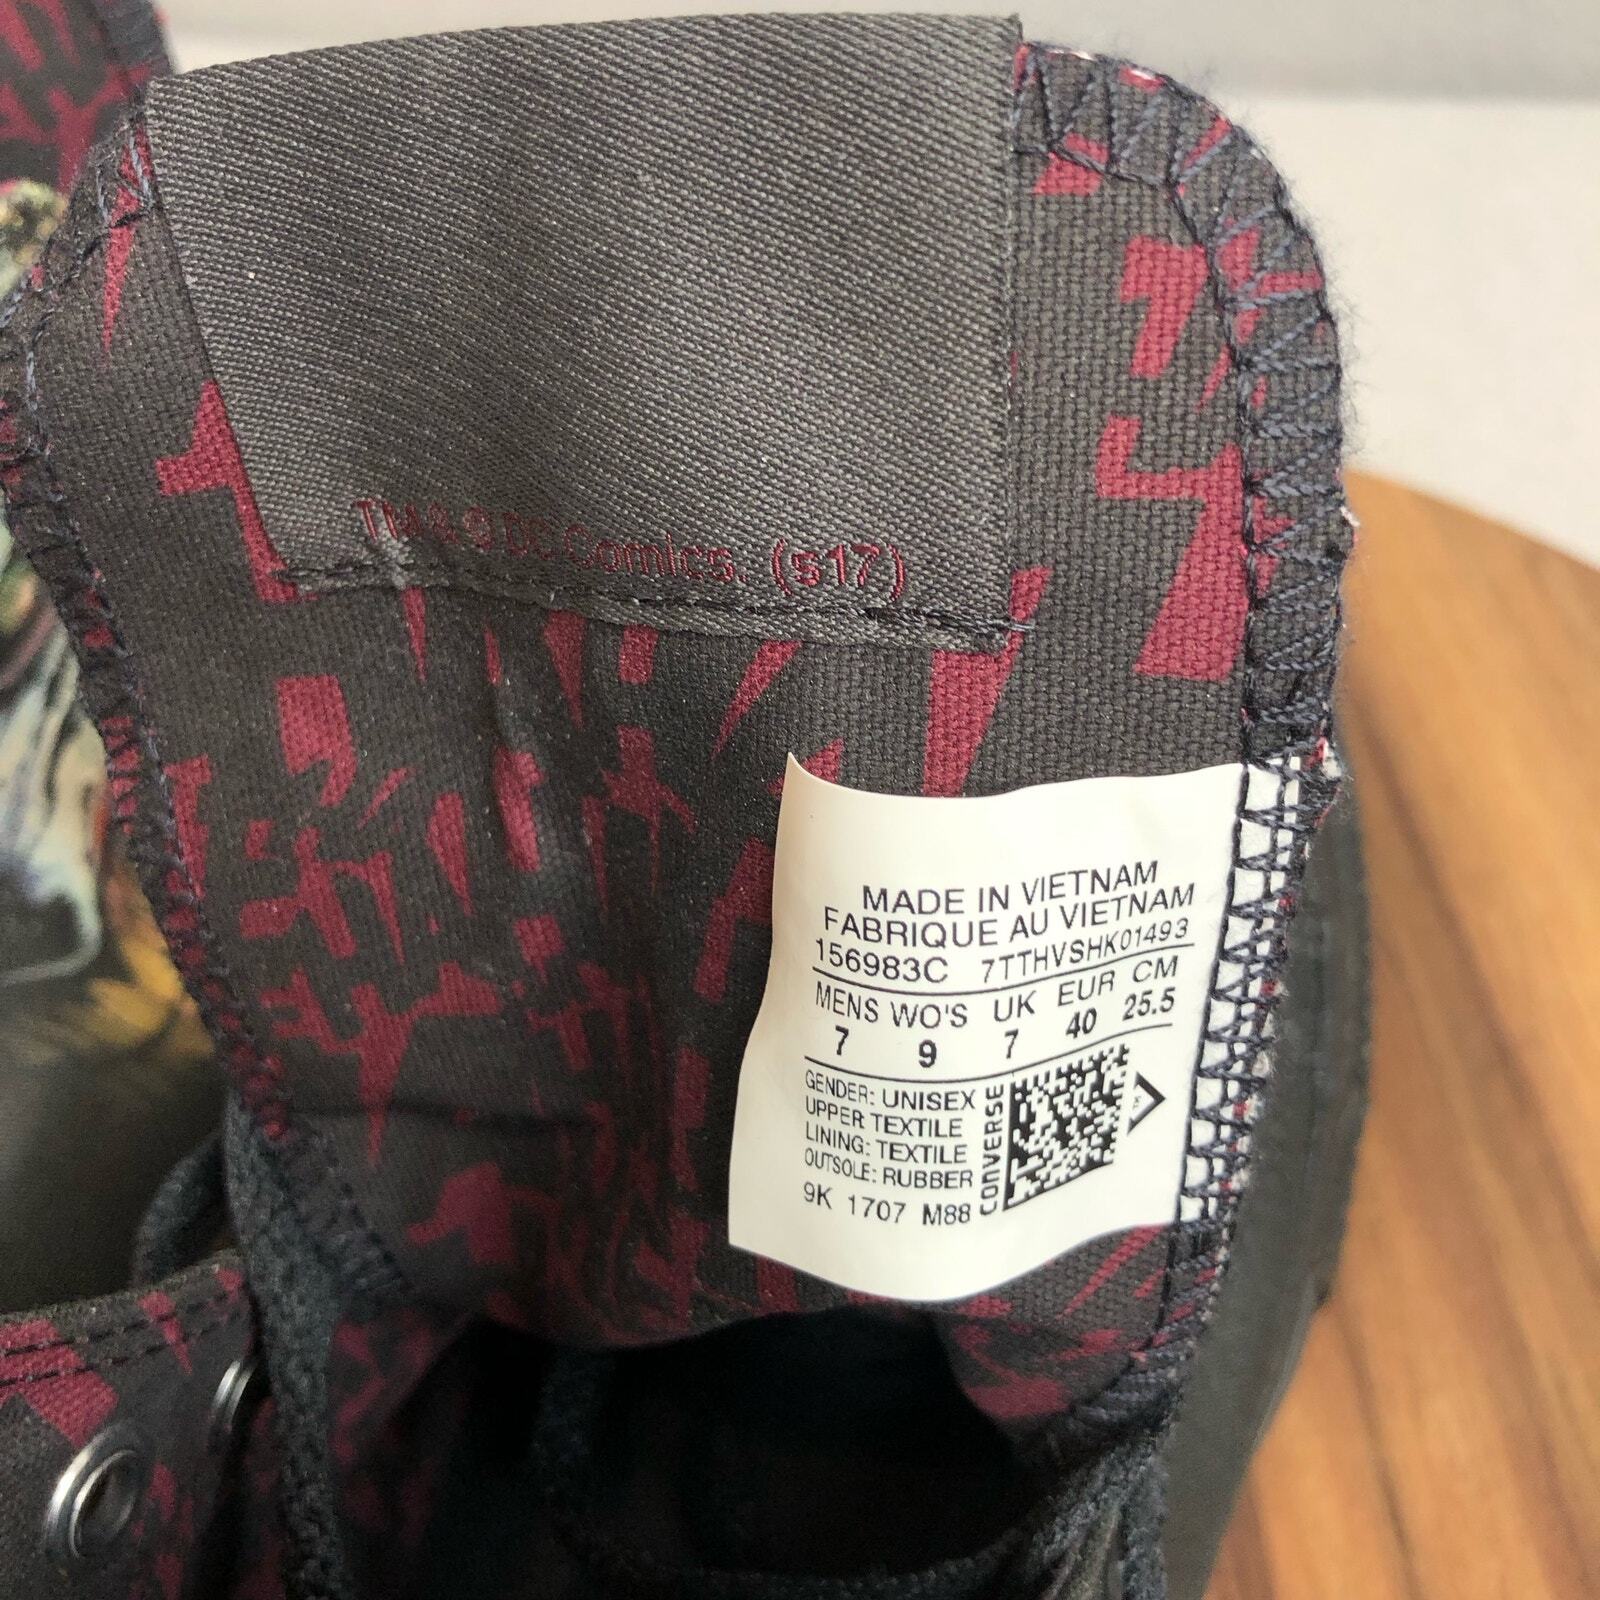 TM & © DC Comics. (s17)
MADE IN VIETNAM
FABRIQUE AU VIETNAM
156983C 7TTHVSHK01493
MENS WO'S UK EUR CM
7 9 7 40 25.5
GENDER: UNISEX
UPPER: TEXTILE
LINING: TEXTILE
OUTSOLE: RUBBER
9K 1707 M88
CONVERSE
TM